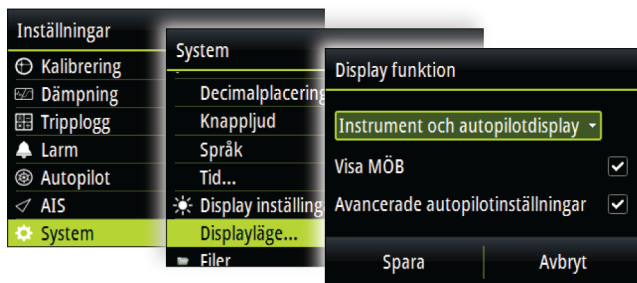 Inställningar
Kalibrering
Dämpning
Tripplogg
Larm
Autopilot
AIS
System
System
Decimalplacering
Knappljud
Språk
Tid...
Display inställing
Displayläge...
Filer
Display funktion
Instrument och autopilotdisplay
Visa MÖB
Avancerade autopilotinställningar
Spara
Avbryt